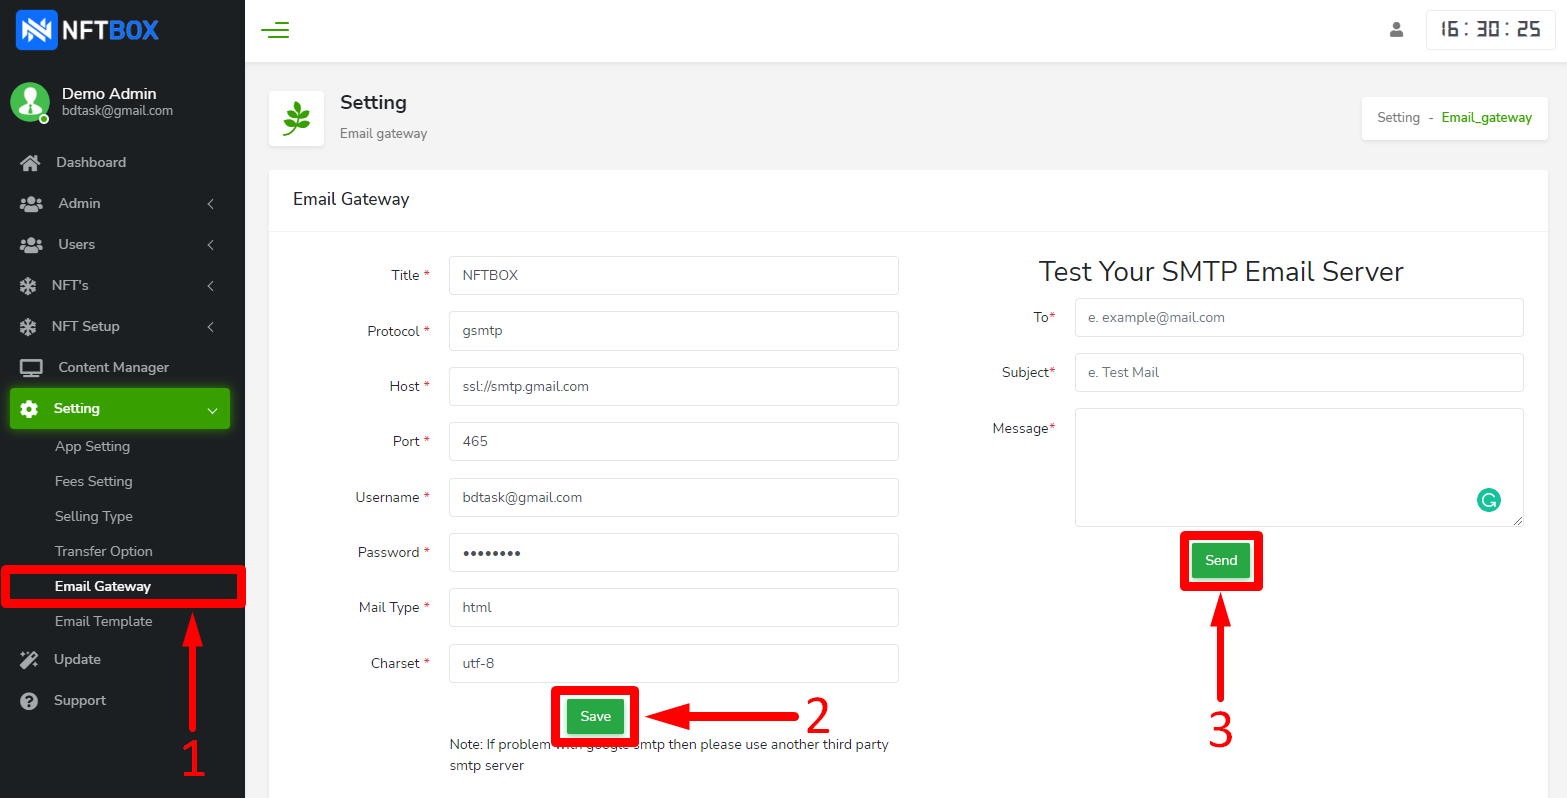 NFTBOX
16:30:25
Demo Admin
bdtask@gmail.com
Dashboard
Admin
Users
NFT's
NFT Setup
Content Manager
Setting
App Setting
Fees Setting
Selling Type
Transfer Option
Email Gateway
Email Template
Update
Support
1
Setting
Email gateway
Setting - Email_gateway
Email Gateway
Title * NFTBOX
Protocol * gsmtp
Host * ssl://smtp.gmail.com
Port * 465
Username * bdtask@gmail.com
Password * ••••••••
Mail Type * html
Charset * utf-8
Save
2
Note: If problem with google smtp then please use another third party
smtp server
Test Your SMTP Email Server
To* e. example@mail.com
Subject* e. Test Mail
Message*
Send
3